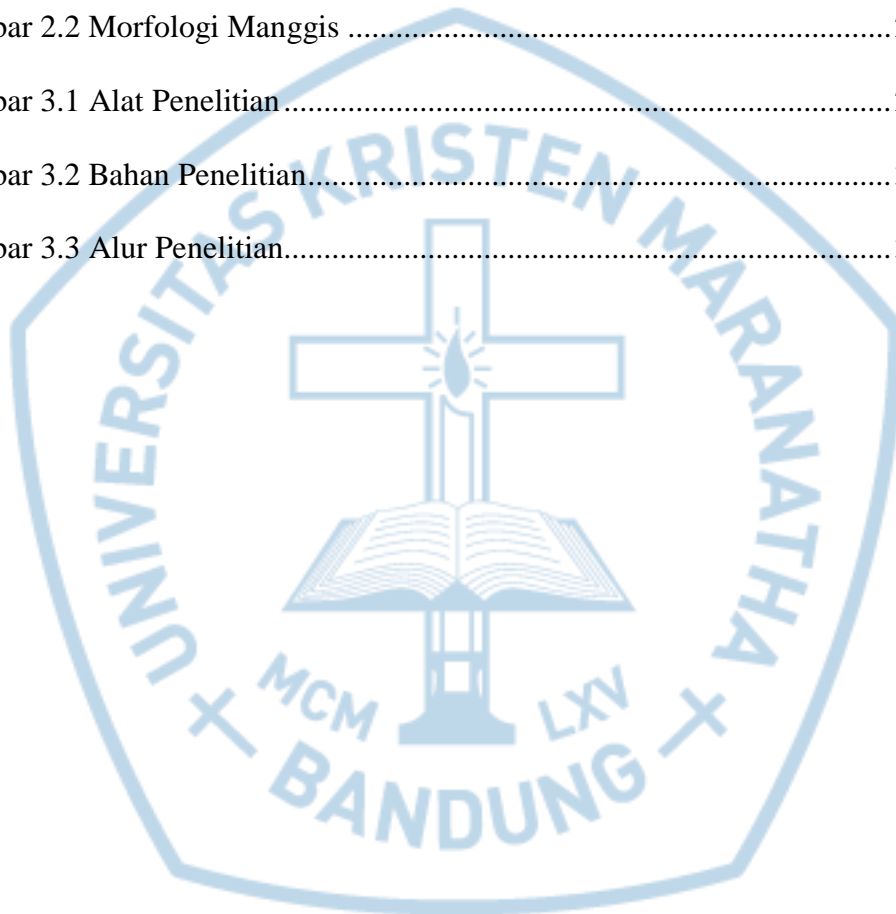 bar 2.2 Morfologi Manggis ....................................................................
bar 3.1 Alat Penelitian ............................................................................
bar 3.2 Bahan Penelitian.........................................................................
bar 3.3 Alur Penelitian............................................................................
UNIVERSITAS KRISTEN MARANATHA
MCM LXV
BANDUNG